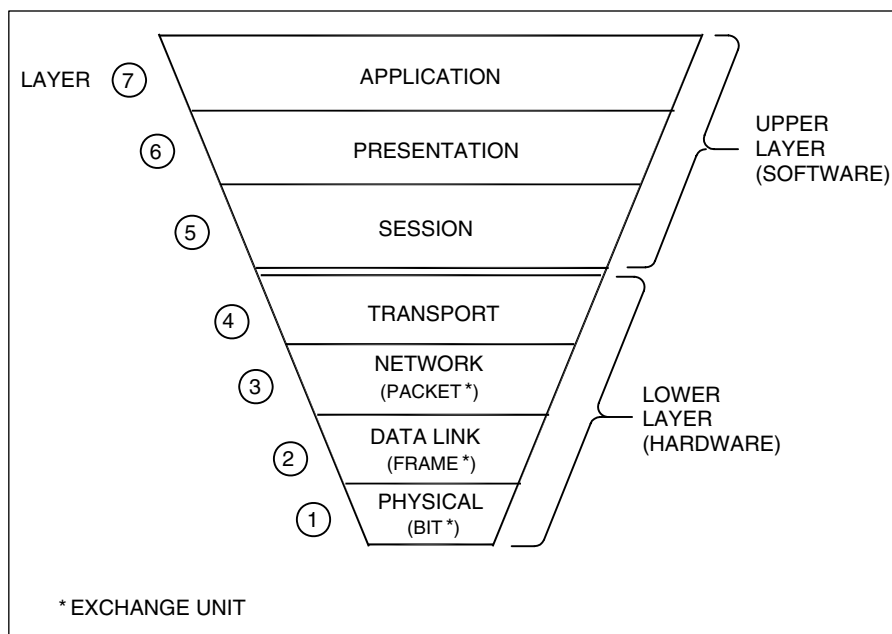 LAYER 7 APPLICATION
6 PRESENTATION
5 SESSION
UPPER
LAYER
(SOFTWARE)
4 TRANSPORT
3 NETWORK
(PACKET*)
2 DATA LINK
(FRAME*)
1 PHYSICAL
(BIT*)
LOWER
LAYER
(HARDWARE)
* EXCHANGE UNIT